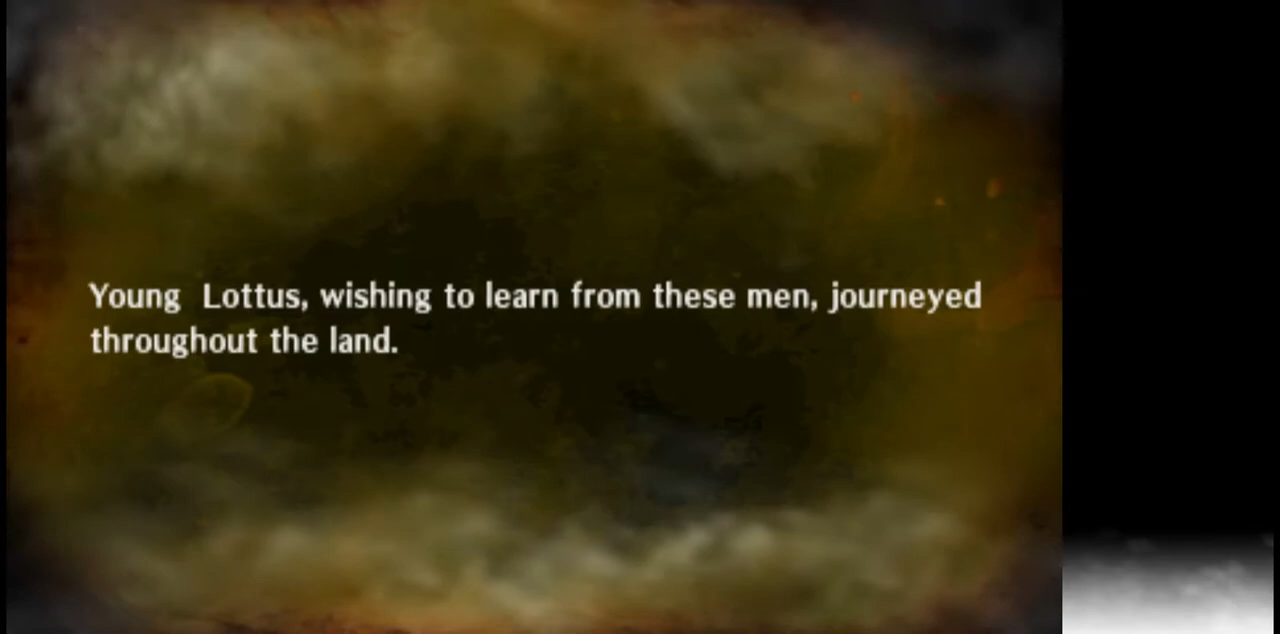 Young  Lottus, wishing to learn from these men, journeyed
throughout the land.